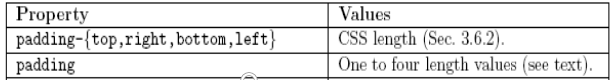 Property Values
padding-{top,right,bottom,left} CSS length (Sec. 3.6.2).
padding One to four length values (see text).